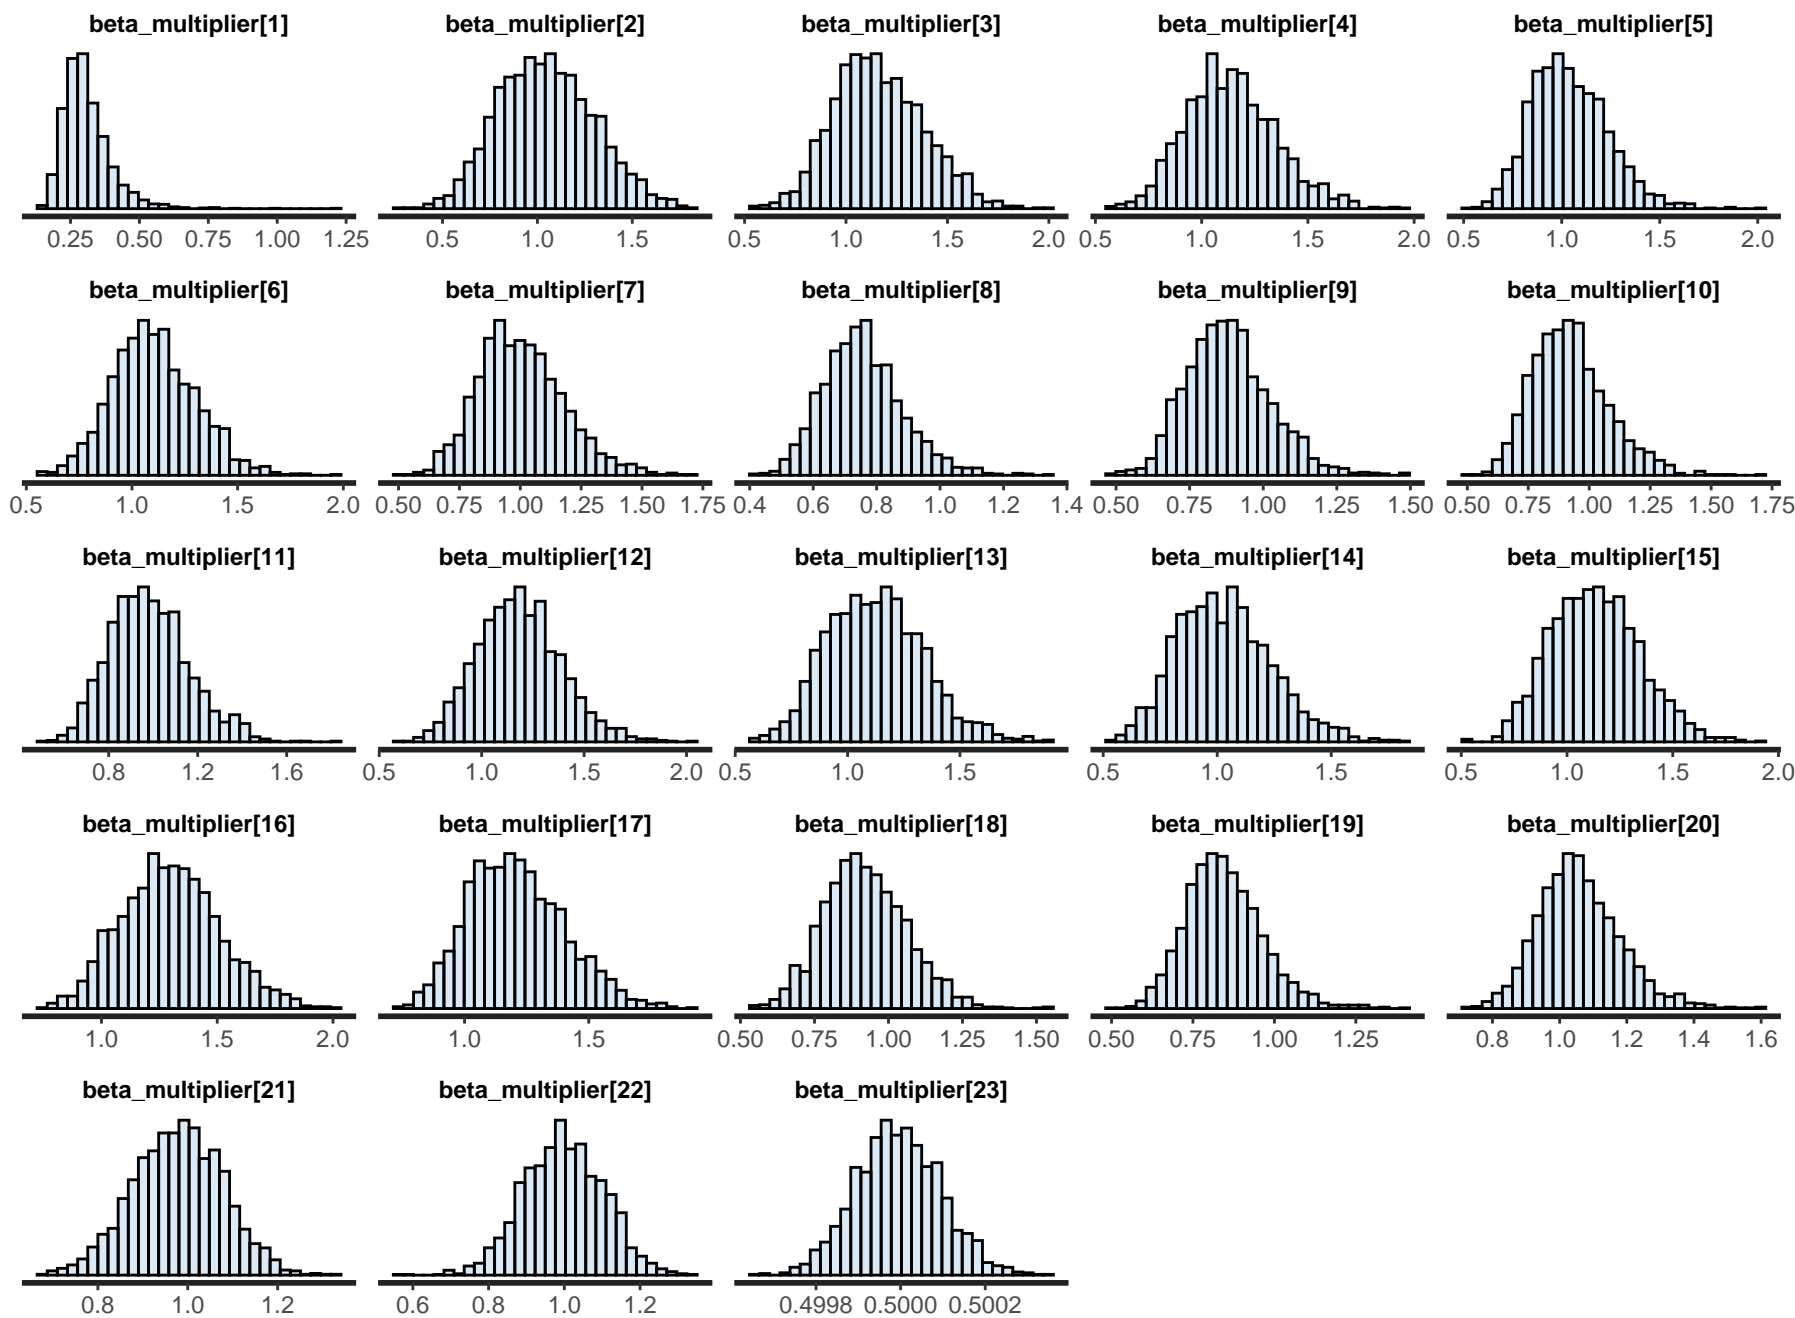 beta_multiplier[1] beta_multiplier[2] beta_multiplier[3] beta_multiplier[4] beta_multiplier[5]
0.25 0.50 0.75 1.00 1.25 0.5 1.0 1.5 0.5 1.0 1.5 2.0 0.5 1.0 1.5 2.0 0.5 1.0 1.5 2.0
beta_multiplier[6] beta_multiplier[7] beta_multiplier[8] beta_multiplier[9] beta_multiplier[10]
0.5 1.0 1.5 2.0 0.50 0.75 1.00 1.25 1.50 1.75 0.4 0.6 0.8 1.0 1.2 1.4 0.50 0.75 1.00 1.25 1.50 0.50 0.75 1.00 1.25 1.50 1.75
beta_multiplier[11] beta_multiplier[12] beta_multiplier[13] beta_multiplier[14] beta_multiplier[15]
0.8 1.2 1.6 0.5 1.0 1.5 2.0 0.5 1.0 1.5 0.5 1.0 1.5 0.5 1.0 1.5 2.0
beta_multiplier[16] beta_multiplier[17] beta_multiplier[18] beta_multiplier[19] beta_multiplier[20]
1.0 1.5 2.0 1.0 1.5 0.50 0.75 1.00 1.25 1.50 0.50 0.75 1.00 1.25 0.8 1.0 1.2 1.4 1.6
beta_multiplier[21] beta_multiplier[22] beta_multiplier[23]
0.8 1.0 1.2 0.6 0.8 1.0 1.2 0.4998 0.5000 0.5002